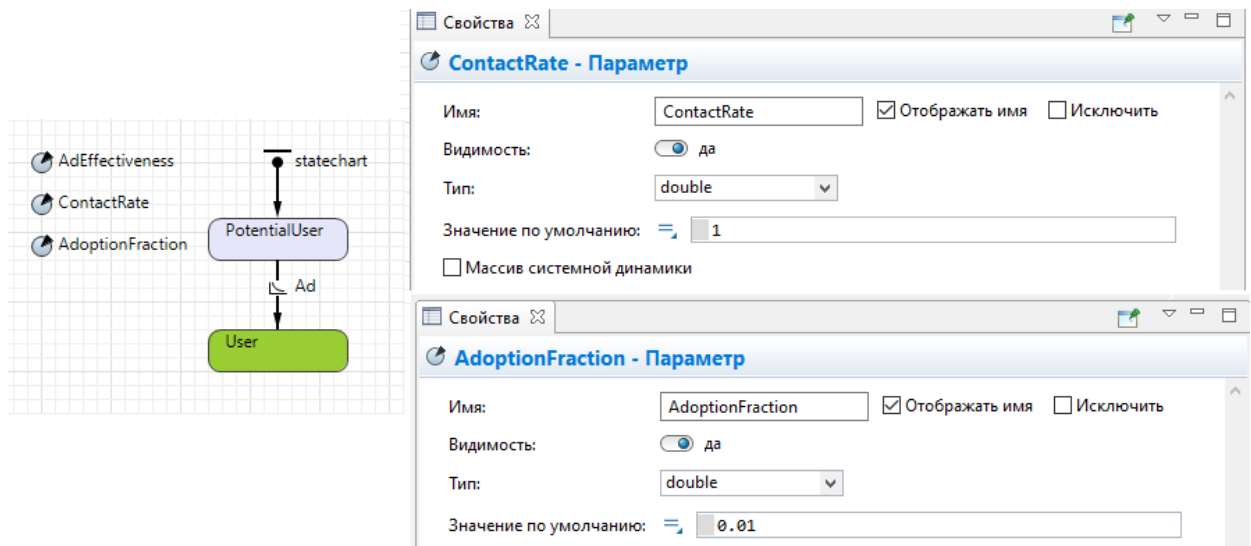 AdEffectiveness
ContactRate
AdoptionFraction
statechart
PotentialUser
Ad
User
Свойства
ContactRate - Параметр
Имя: ContactRate Отображать имя Исключить
Видимость: да
Тип: double
Значение по умолчанию: 1
Массив системной динамики
Свойства
AdoptionFraction - Параметр
Имя: AdoptionFraction Отображать имя Исключить
Видимость: да
Тип: double
Значение по умолчанию: 0.01